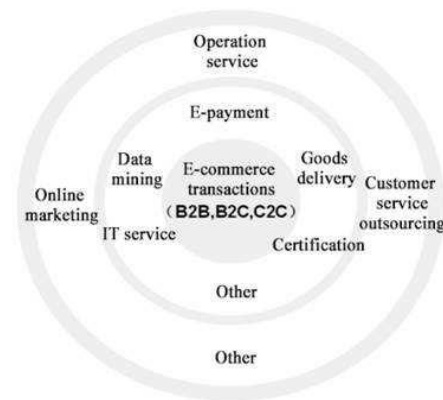 Operation
service
E-payment
Data
mining
E-commerce
transactions
(B2B,B2C,C2C)
Goods
delivery
Online
marketing
Customer
service
outsourcing
IT service
Certification
Other
Other